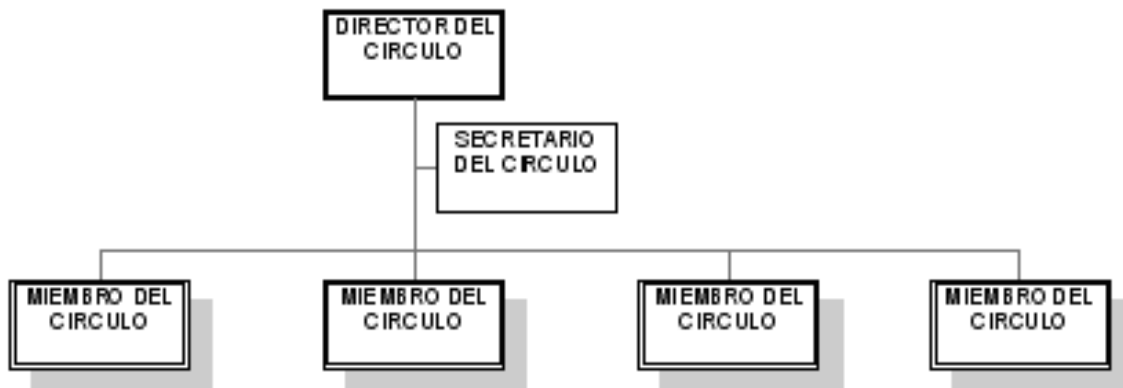 DIRECTOR DEL
CIRCULO
SECRETARIO
DEL CIRCULO
MIEMBRO DEL
CIRCULO
MIEMBRO DEL
CIRCULO
MIEMBRO DEL
CIRCULO
MIEMBRO DEL
CIRCULO